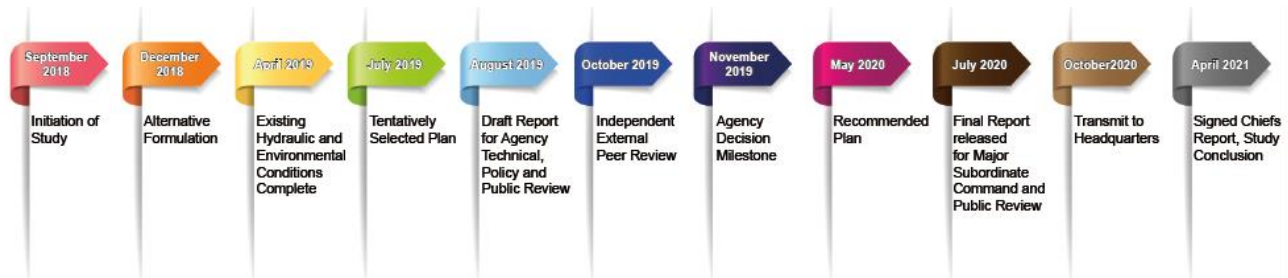 September
2018
Initiation of
Study
December
2018
Alternative
Formulation
April 2019
Existing
Hydraulic and
Environmental
Conditions
Complete
July 2019
Tentatively
Selected Plan
August 2019
Draft Report
for Agency
Technical,
Policy and
Public Review
October 2019
Independent
External
Peer Review
November
2019
Agency
Decision
Milestone
May 2020
Recommended
Plan
July 2020
Final Report
released
for Major
Subordinate
Command and
Public Review
October2020
Transmit to
Headquarters
April 2021
Signed Chiefs
Report, Study
Conclusion